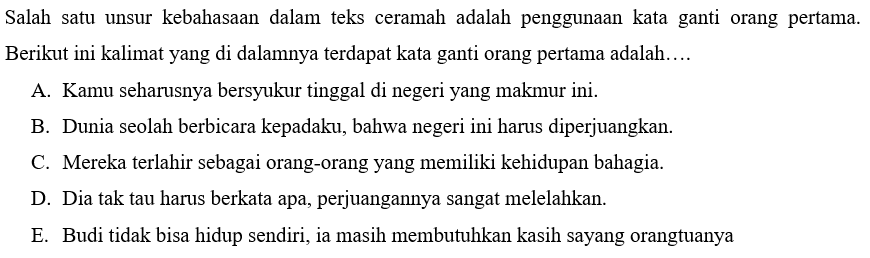 Salah satu unsur kebahasaan dalam teks ceramah adalah penggunaan kata ganti orang pertama.
Berikut ini kalimat yang di dalamnya terdapat kata ganti orang pertama adalah….
A. Kamu seharusnya bersyukur tinggal di negeri yang makmur ini.
B. Dunia seolah berbicara kepadaku, bahwa negeri ini harus diperjuangkan.
C. Mereka terlahir sebagai orang-orang yang memiliki kehidupan bahagia.
D. Dia tak tau harus berkata apa, perjuangannya sangat melelahkan.
E. Budi tidak bisa hidup sendiri, ia masih membutuhkan kasih sayang orangtuanya